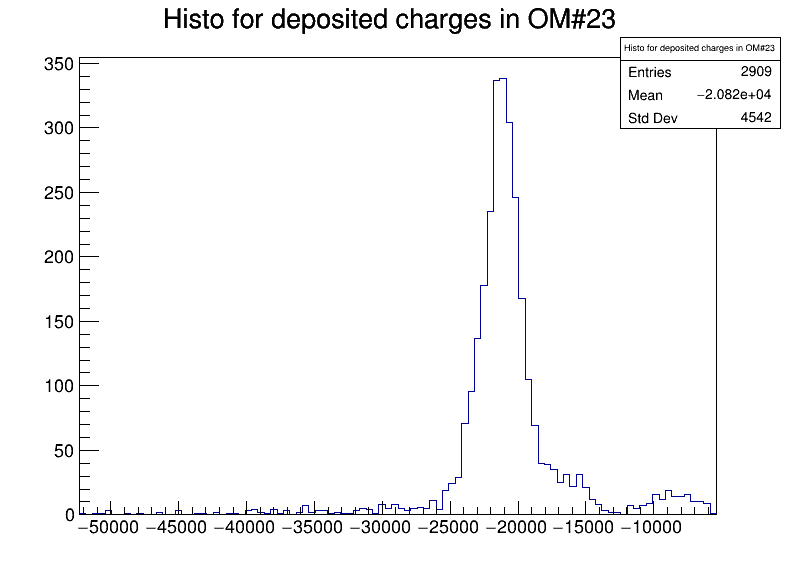 Histo for deposited charges in OM#23
Histo for deposited charges in OM#23
Entries 2909
Mean −2.082e+04
Std Dev 4542
350
300
250
200
150
100
50
0
−50000 −45000 −40000 −35000 −30000 −25000 −20000 −15000 −10000